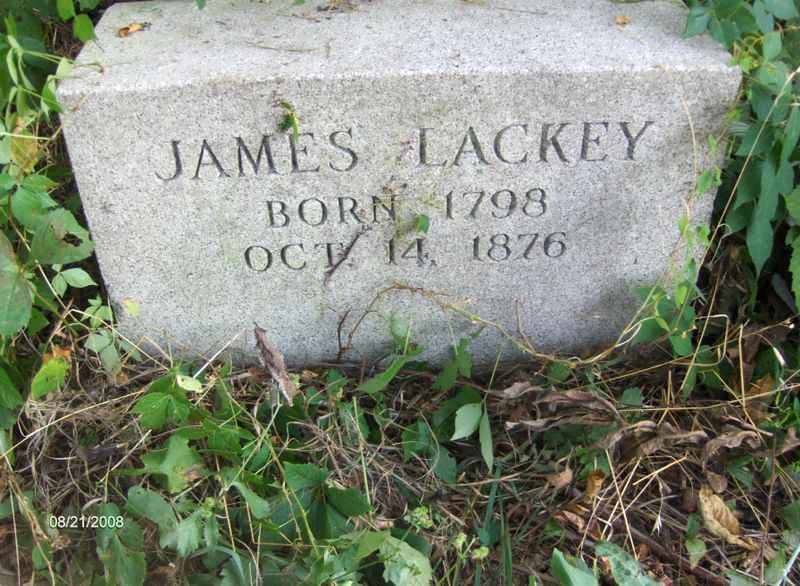 JAMES LACKEY
BORN 1798
OCT. 14, 1876
08/21/2008